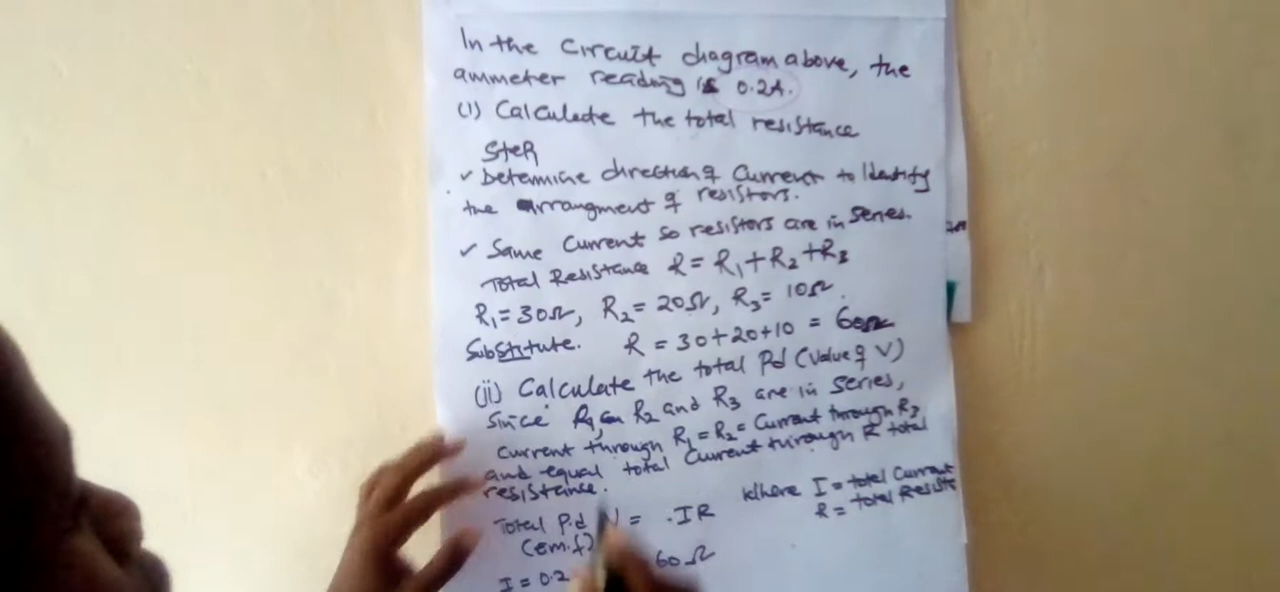 In the Circuit diagram above, the
ammeter reading is 0.2A.
(i) Calculate the total resistance
Step
✓ Determine direction of Current to Identify
the arrangment of resistors.
✓ Same Current so resistors are in Series.
Total Resistance R = R₁+R₂+R₃
R₁=30Ω, R₂=20Ω, R₃=10Ω.
Substitute. R = 30+20+10 = 60Ω
(ii) Calculate the total Pd (Value of V)
Since R₁, R₂ and R₃ are in Series,
Current through R₁=R₂= Current through R₃
and equal total Current through R total
resistance.
Total P.d V = IR Where I = total Current
(em.f) R = total
I = 0.2 60Ω